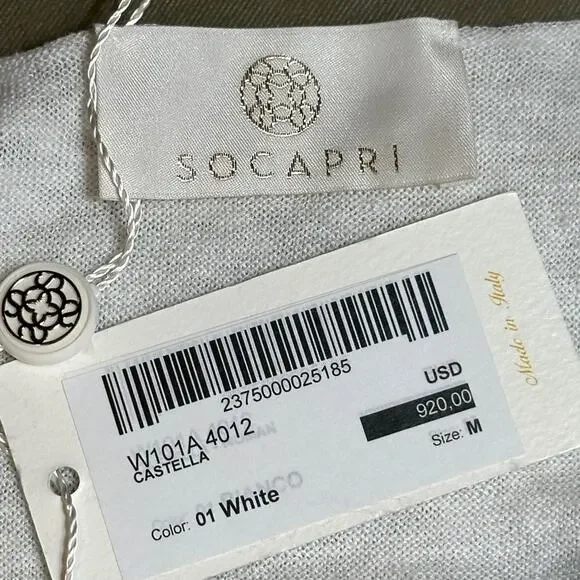 SOCAPRI
Made in Italy
2375000025185
W101A 4012
CASTELLA
USD
920,00
Size: M
Color: 01 White